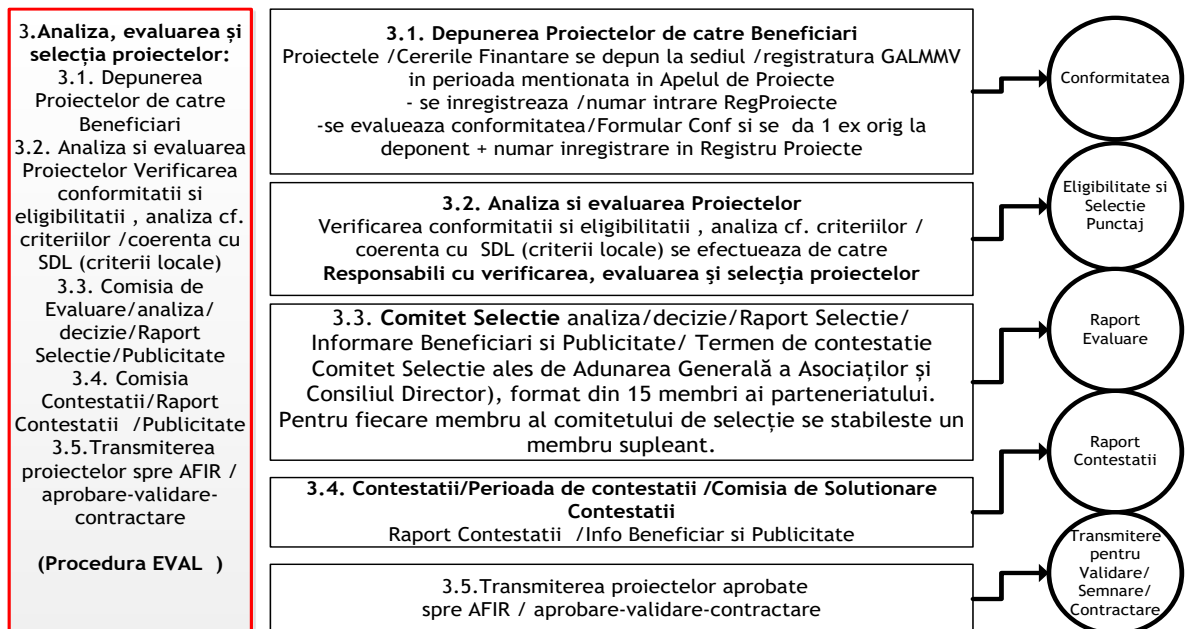 3.Analiza, evaluarea și
selecția proiectelor:
3.1. Depunerea
Proiectelor de catre
Beneficiari
3.2. Analiza si evaluarea
Proiectelor Verificarea
conformitatii si
eligibilitatii , analiza cf.
criteriilor /coerenta cu
SDL (criterii locale)
3.3. Comisia de
Evaluare/analiza/
decizie/Raport
Selectie/Publicitate
3.4. Comisia
Contestatii/Raport
Contestatii /Publicitate
3.5.Transmiterea
proiectelor spre AFIR /
aprobare-validare-
contractare
(Procedura EVAL )
3.1. Depunerea Proiectelor de catre Beneficiari
Proiectele /Cererile Finantare se depun la sediul /registratura GALMMV
in perioada mentionata in Apelul de Proiecte
- se inregistreaza /numar intrare RegProiecte
-se evalueaza conformitatea/Formular Conf si se da 1 ex orig la
deponent + numar inregistrare in Registru Proiecte
Conformitatea
3.2. Analiza si evaluarea Proiectelor
Verificarea conformitatii si eligibilitatii , analiza cf. criteriilor /
coerenta cu SDL (criterii locale) se efectueaza de catre
Responsabili cu verificarea, evaluarea și selecția proiectelor
Eligibilitate si
Selectie
Punctaj
3.3. Comitet Selectie analiza/decizie/Raport Selectie/
Informare Beneficiari si Publicitate/ Termen de contestatie
Comitet Selectie ales de Adunarea Generală a Asociaților și
Consiliul Director), format din 15 membri ai parteneriatului.
Pentru fiecare membru al comitetului de selecție se stabileste un
membru supleant.
Raport
Evaluare
3.4. Contestatii/Perioada de contestatii /Comisia de Solutionare
Contestatii
Raport Contestatii /Info Beneficiar si Publicitate
Raport
Contestatii
3.5.Transmiterea proiectelor aprobate
spre AFIR / aprobare-validare-contractare
Transmitere
pentru
Validare/
Semnare/
Contractare